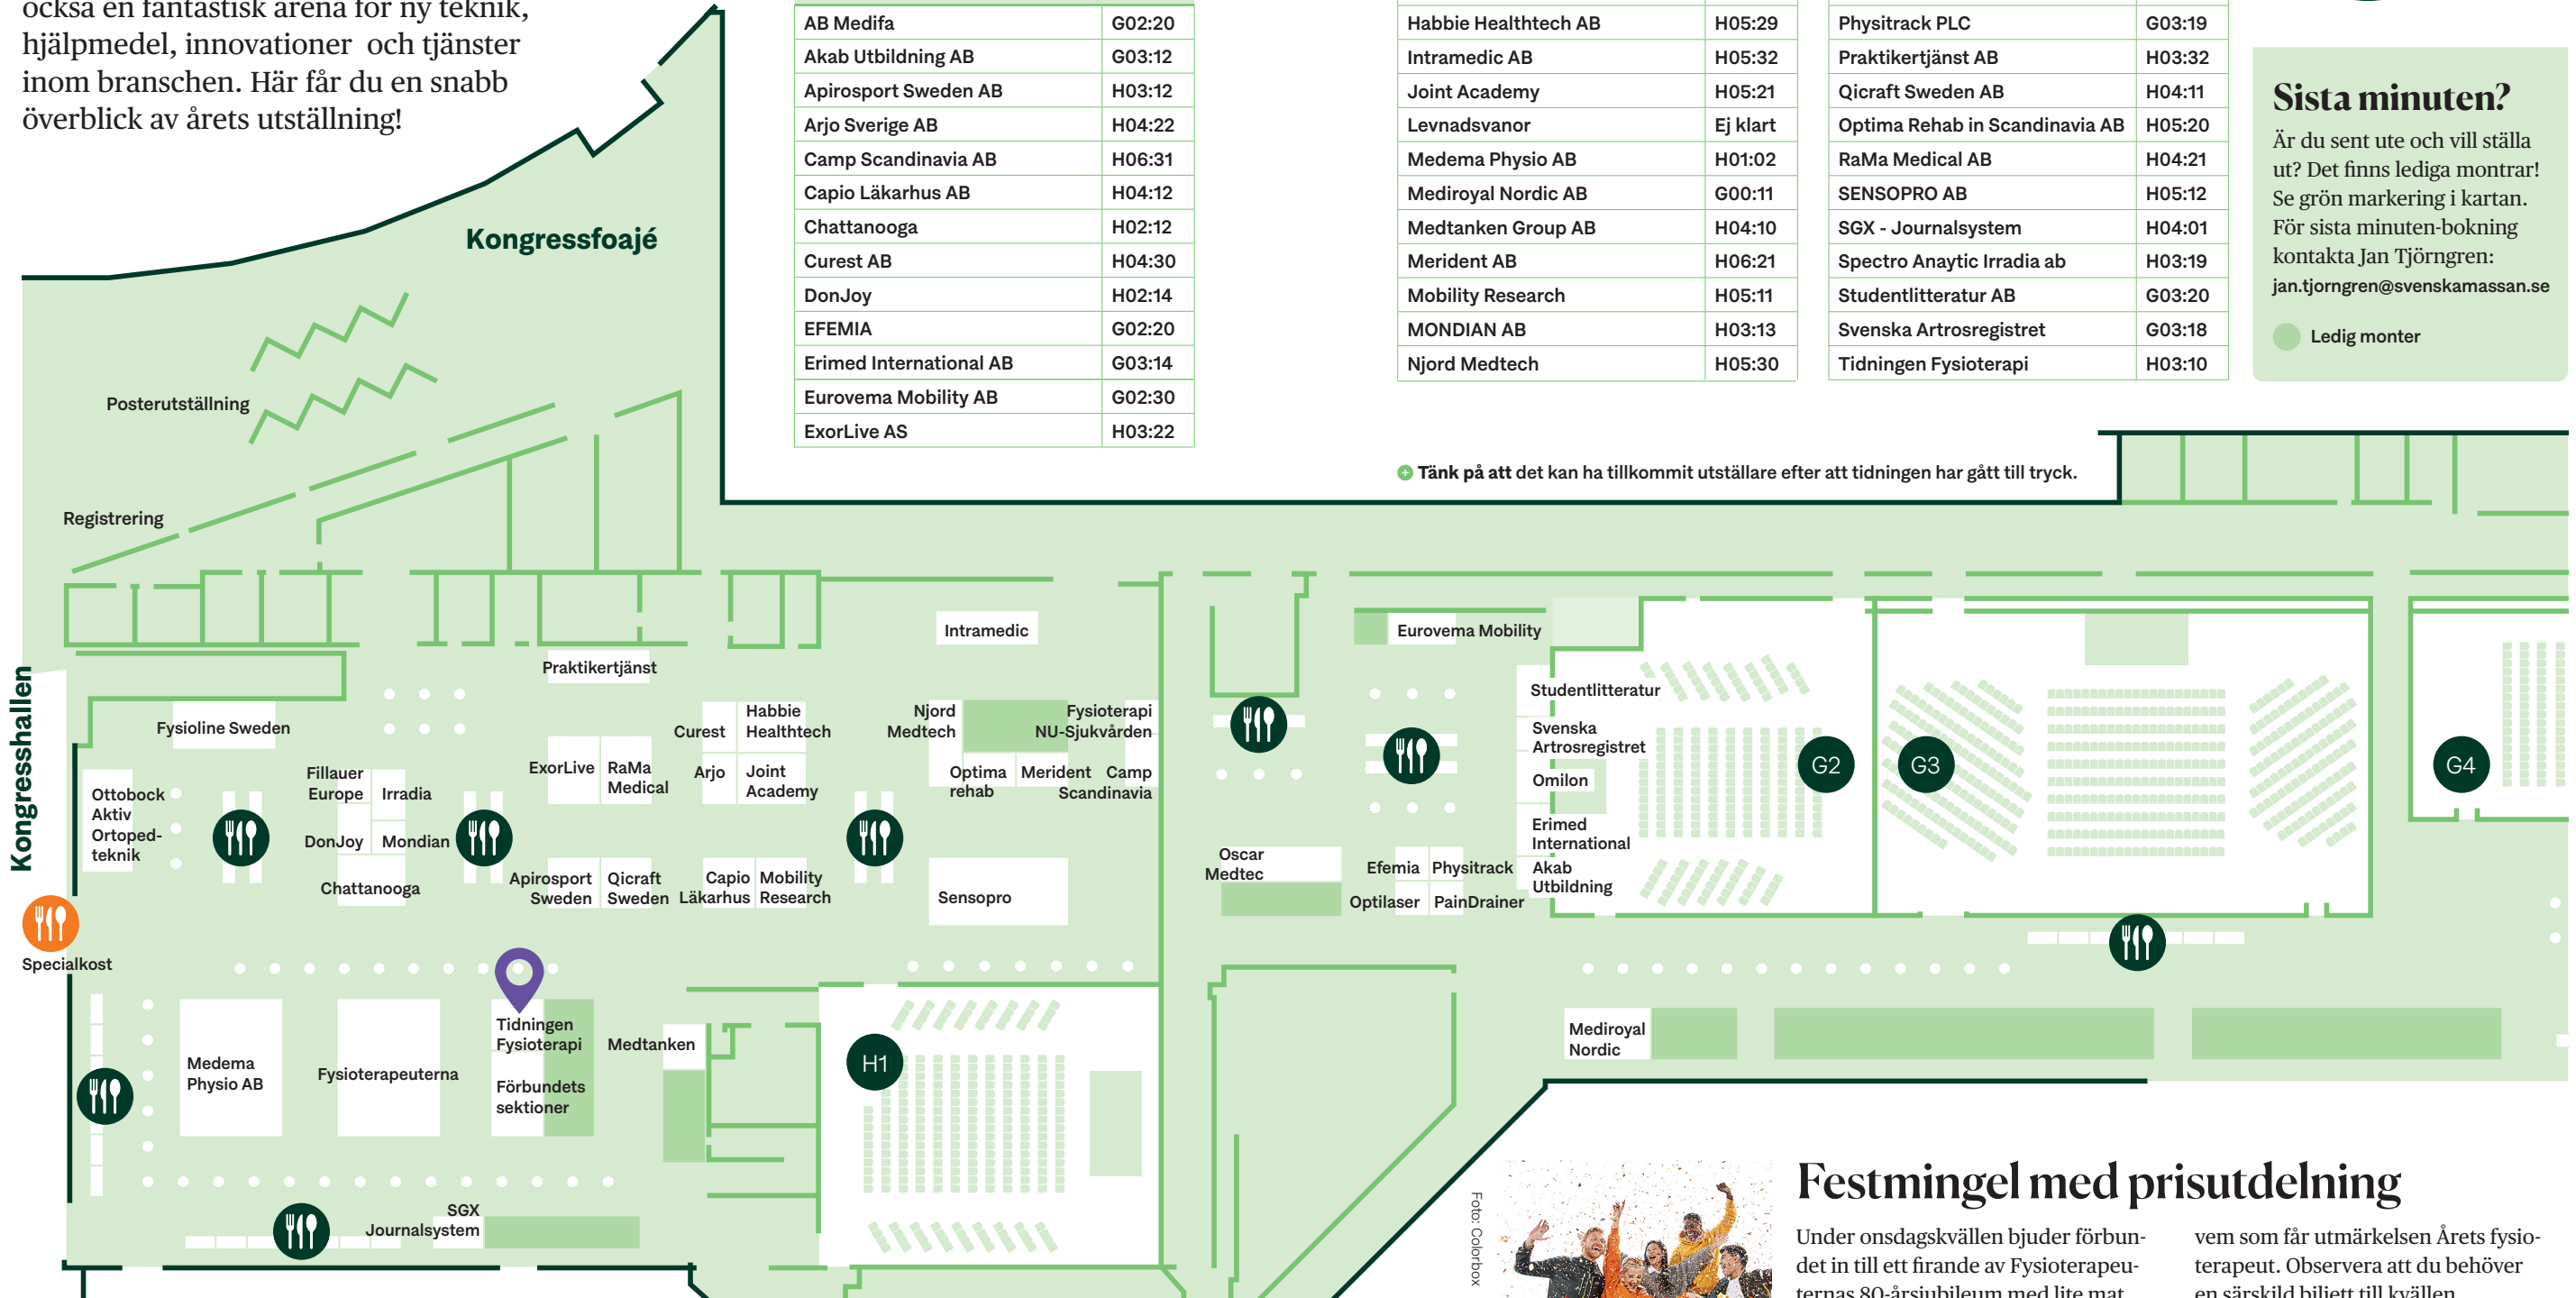 också en fantastisk arena för ny teknik,
hjälpmedel, innovationer och tjänster
inom branschen. Här får du en snabb
överblick av årets utställning!
AB Medifa G02:20
Akab Utbildning AB G03:12
Apirosport Sweden AB H03:12
Arjo Sverige AB H04:22
Camp Scandinavia AB H06:31
Capio Läkarhus AB H04:12
Chattanooga H02:12
Curest AB H04:30
DonJoy H02:14
EFEMIA G02:20
Erimed International AB G03:14
Eurovema Mobility AB G02:30
ExorLive AS H03:22
Habbie Healthtech AB H05:29
Intramedic AB H05:32
Joint Academy H05:21
Levnadsvanor Ej klart
Medema Physio AB H01:02
Mediroyal Nordic AB G00:11
Medtanken Group AB H04:10
Merident AB H06:21
Mobility Research H05:11
MONDIAN AB H03:13
Njord Medtech H05:30
Physitrack PLC G03:19
Praktikertjänst AB H03:32
Qicraft Sweden AB H04:11
Optima Rehab in Scandinavia AB H05:20
RaMa Medical AB H04:21
SENSOPRO AB H05:12
SGX - Journalsystem H04:01
Spectro Anaytic Irradia ab H03:19
Studentlitteratur AB G03:20
Svenska Artrosregistret G03:18
Tidningen Fysioterapi H03:10
Sista minuten?
Är du sent ute och vill ställa
ut? Det finns lediga montrar!
Se grön markering i kartan.
För sista minuten-bokning
kontakta Jan Tjörngren:
jan.tjorngren@svenskamassan.se
Ledig monter
+ Tänk på att det kan ha tillkommit utställare efter att tidningen har gått till tryck.
Kongressfoajé
Posterutställning
Registrering
Kongresshallen
Specialkost
Praktikertjänst
Intramedic
Fysioline Sweden
Ottobock
Aktiv
Ortoped-
teknik
Fillauer
Europe
Irradia
DonJoy
Mondian
Chattanooga
ExorLive
RaMa
Medical
Curest
Habbie
Healthtech
Arjo
Joint
Academy
Apirosport
Sweden
Qicraft
Sweden
Capio
Läkarhus
Mobility
Research
Njord
Medtech
Fysioterapi
NU-Sjukvården
Optima
rehab
Merident
Camp
Scandinavia
Sensopro
Eurovema Mobility
Studentlitteratur
Svenska
Artrosregistret
Omilon
Erimed
International
Akab
Utbildning
Oscar
Medtec
Efemia
Physitrack
Optilaser
PainDrainer
G2
G3
G4
Medema
Physio AB
Fysioterapeuterna
Tidningen
Fysioterapi
Förbundets
sektioner
Medtanken
H1
SGX
Journalsystem
Mediroyal
Nordic
Foto: Colorbox
Festmingel med prisutdelning
Under onsdagskvällen bjuder förbun-
det in till ett firande av Fysioterapeu-
ternas 80-årsjubileum med lite mat,
vem som får utmärkelsen Årets fysio-
terapeut. Observera att du behöver
en särskild biljett till kvällen